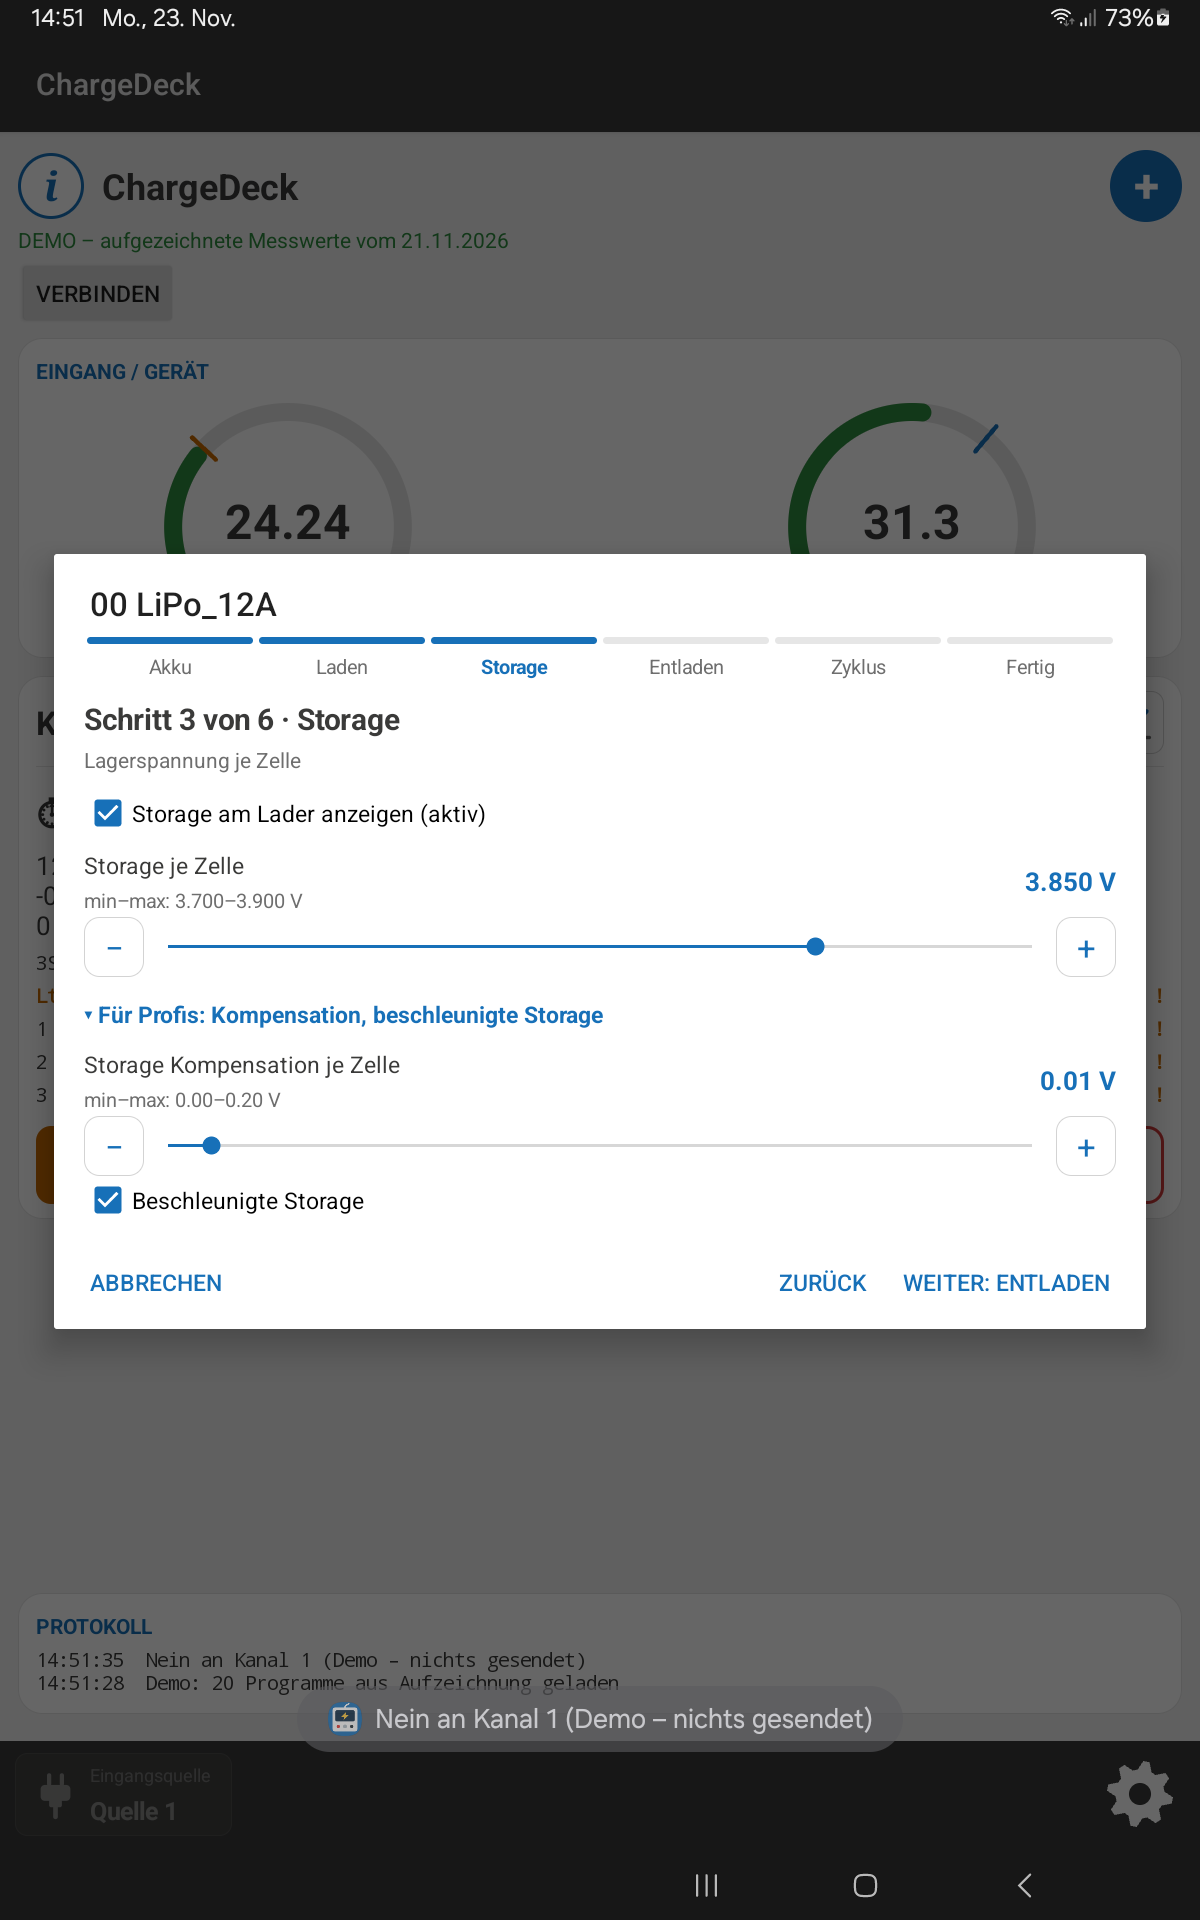 14:51 Mo., 23. Nov.
73%
ChargeDeck
ChargeDeck
DEMO – aufgezeichnete Messwerte vom 21.11.2026
VERBINDEN
EINGANG / GERÄT
24.24
31.3
00 LiPo_12A
Akku Laden Storage Entladen Zyklus Fertig
Schritt 3 von 6 · Storage
Lagerspannung je Zelle
Storage am Lader anzeigen (aktiv)
Storage je Zelle
3.850 V
min–max: 3.700–3.900 V
– +
▾ Für Profis: Kompensation, beschleunigte Storage
Storage Kompensation je Zelle
0.01 V
min–max: 0.00–0.20 V
– +
Beschleunigte Storage
ABBRECHEN ZURÜCK WEITER: ENTLADEN
K
0
1 !
2 !
3 !
PROTOKOLL
14:51:35 Nein an Kanal 1 (Demo – nichts gesendet)
14:51:28 Demo: 20 Programme aus Aufzeichnung geladen
Nein an Kanal 1 (Demo – nichts gesendet)
Eingangsquelle
Quelle 1